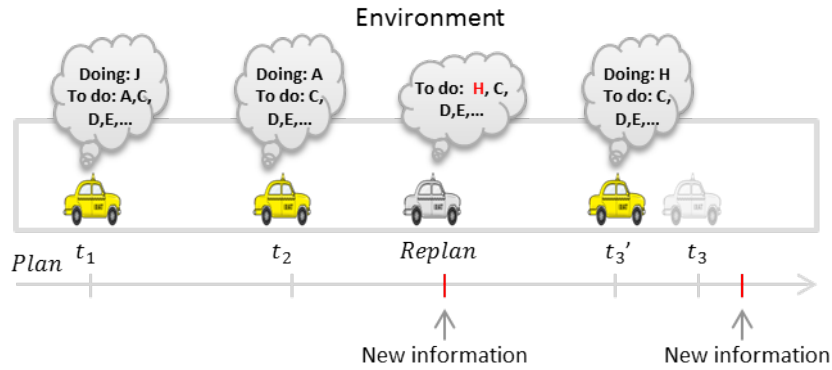 Environment
Doing: J
To do: A,C,
D,E,...
Doing: A
To do: C,
D,E,...
To do: H, C,
D,E,...
Doing: H
To do: C,
D,E,...
Plan
t₁
t₂
Replan
t₃'
t₃
New information
New information